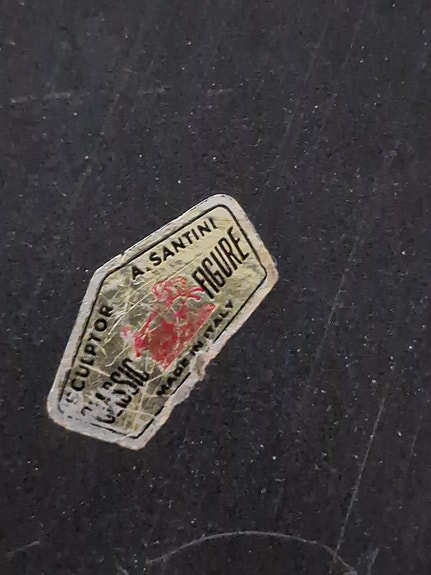 SCULPTOR A. SANTINI
CLASSIC FIGURE
MADE IN ITALY